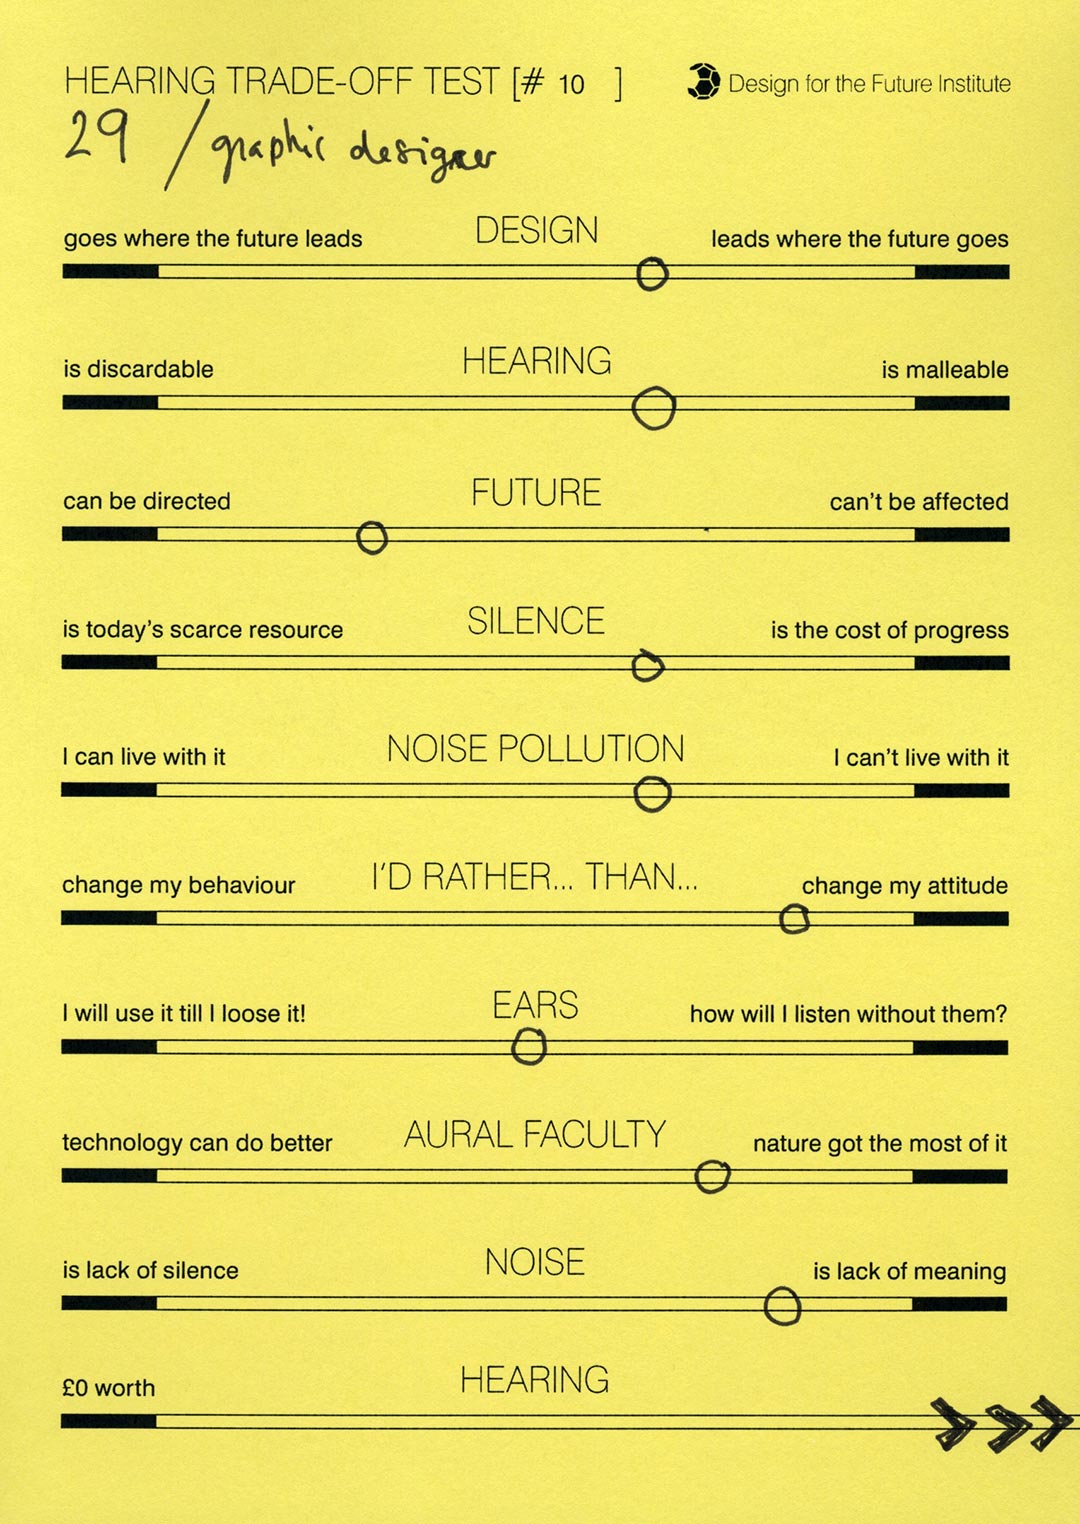 HEARING TRADE-OFF TEST [# 10 ]
Design for the Future Institute
29 / graphic designer
DESIGN
goes where the future leads
leads where the future goes
HEARING
is discardable
is malleable
FUTURE
can be directed
can't be affected
SILENCE
is today's scarce resource
is the cost of progress
NOISE POLLUTION
I can live with it
I can't live with it
I'D RATHER... THAN...
change my behaviour
change my attitude
EARS
I will use it till I loose it!
how will I listen without them?
AURAL FACULTY
technology can do better
nature got the most of it
NOISE
is lack of silence
is lack of meaning
HEARING
£0 worth